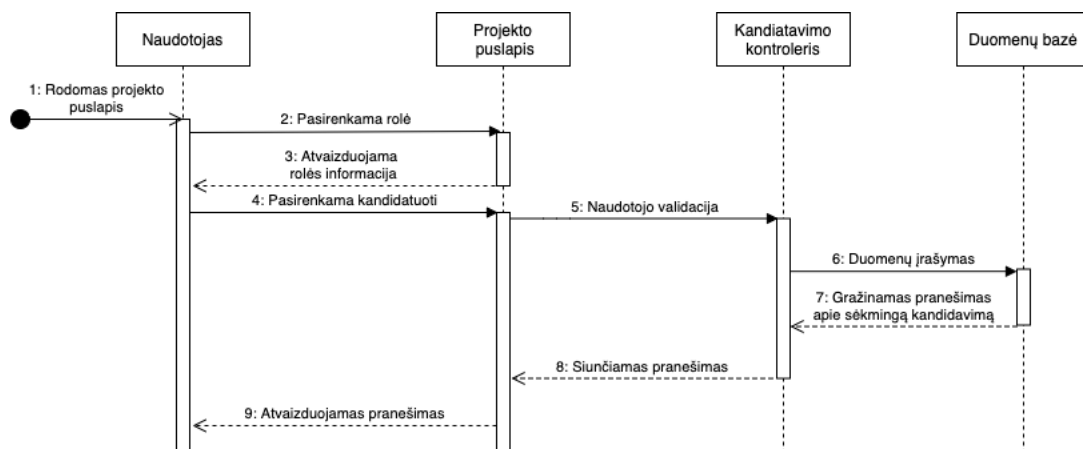 Naudotojas
Projekto
puslapis
Kandiatavimo
kontroleris
Duomenų bazė
1: Rodomas projekto
puslapis
2: Pasirenkama rolė
3: Atvaizduojama
rolės informacija
4: Pasirenkama kandidatuoti
5: Naudotojo validacija
6: Duomenų įrašymas
7: Gražinamas pranešimas
apie sėkmingą kandidavimą
8: Siunčiamas pranešimas
9: Atvaizduojamas pranešimas